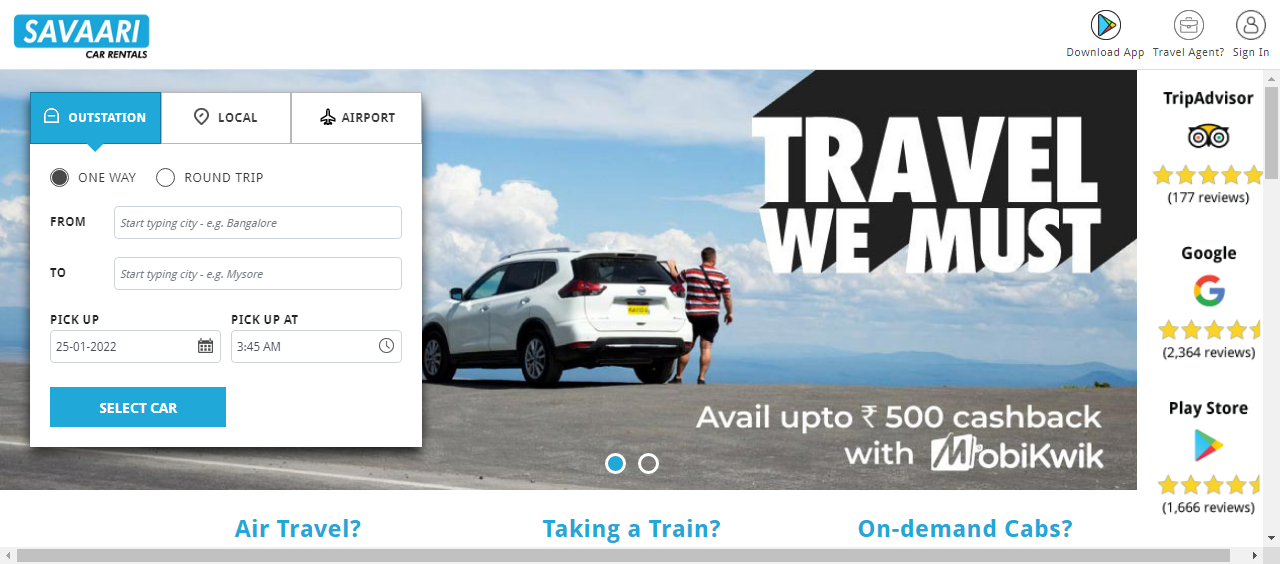 SAVAARI
CAR RENTALS
Download App
Travel Agent?
Sign In
OUTSTATION
LOCAL
AIRPORT
ONE WAY
ROUND TRIP
FROM
Start typing city - e.g. Bangalore
TO
Start typing city - e.g. Mysore
PICK UP
PICK UP AT
25-01-2022
3:45 AM
SELECT CAR
TRAVEL
WE MUST
Avail upto ₹ 500 cashback
with MobiKwik
TripAdvisor
(177 reviews)
Google
(2,364 reviews)
Play Store
(1,666 reviews)
Air Travel?
Taking a Train?
On-demand Cabs?